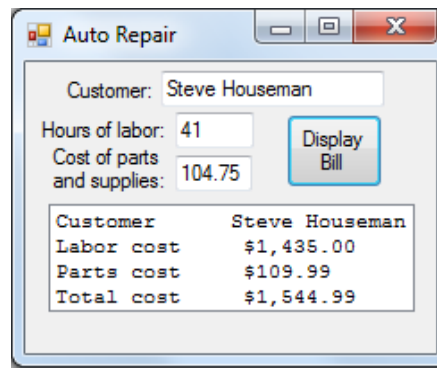 Auto Repair
Customer: Steve Houseman
Hours of labor: 41
Cost of parts
and supplies: 104.75
Display
Bill
Customer Steve Houseman
Labor cost $1,435.00
Parts cost $109.99
Total cost $1,544.99